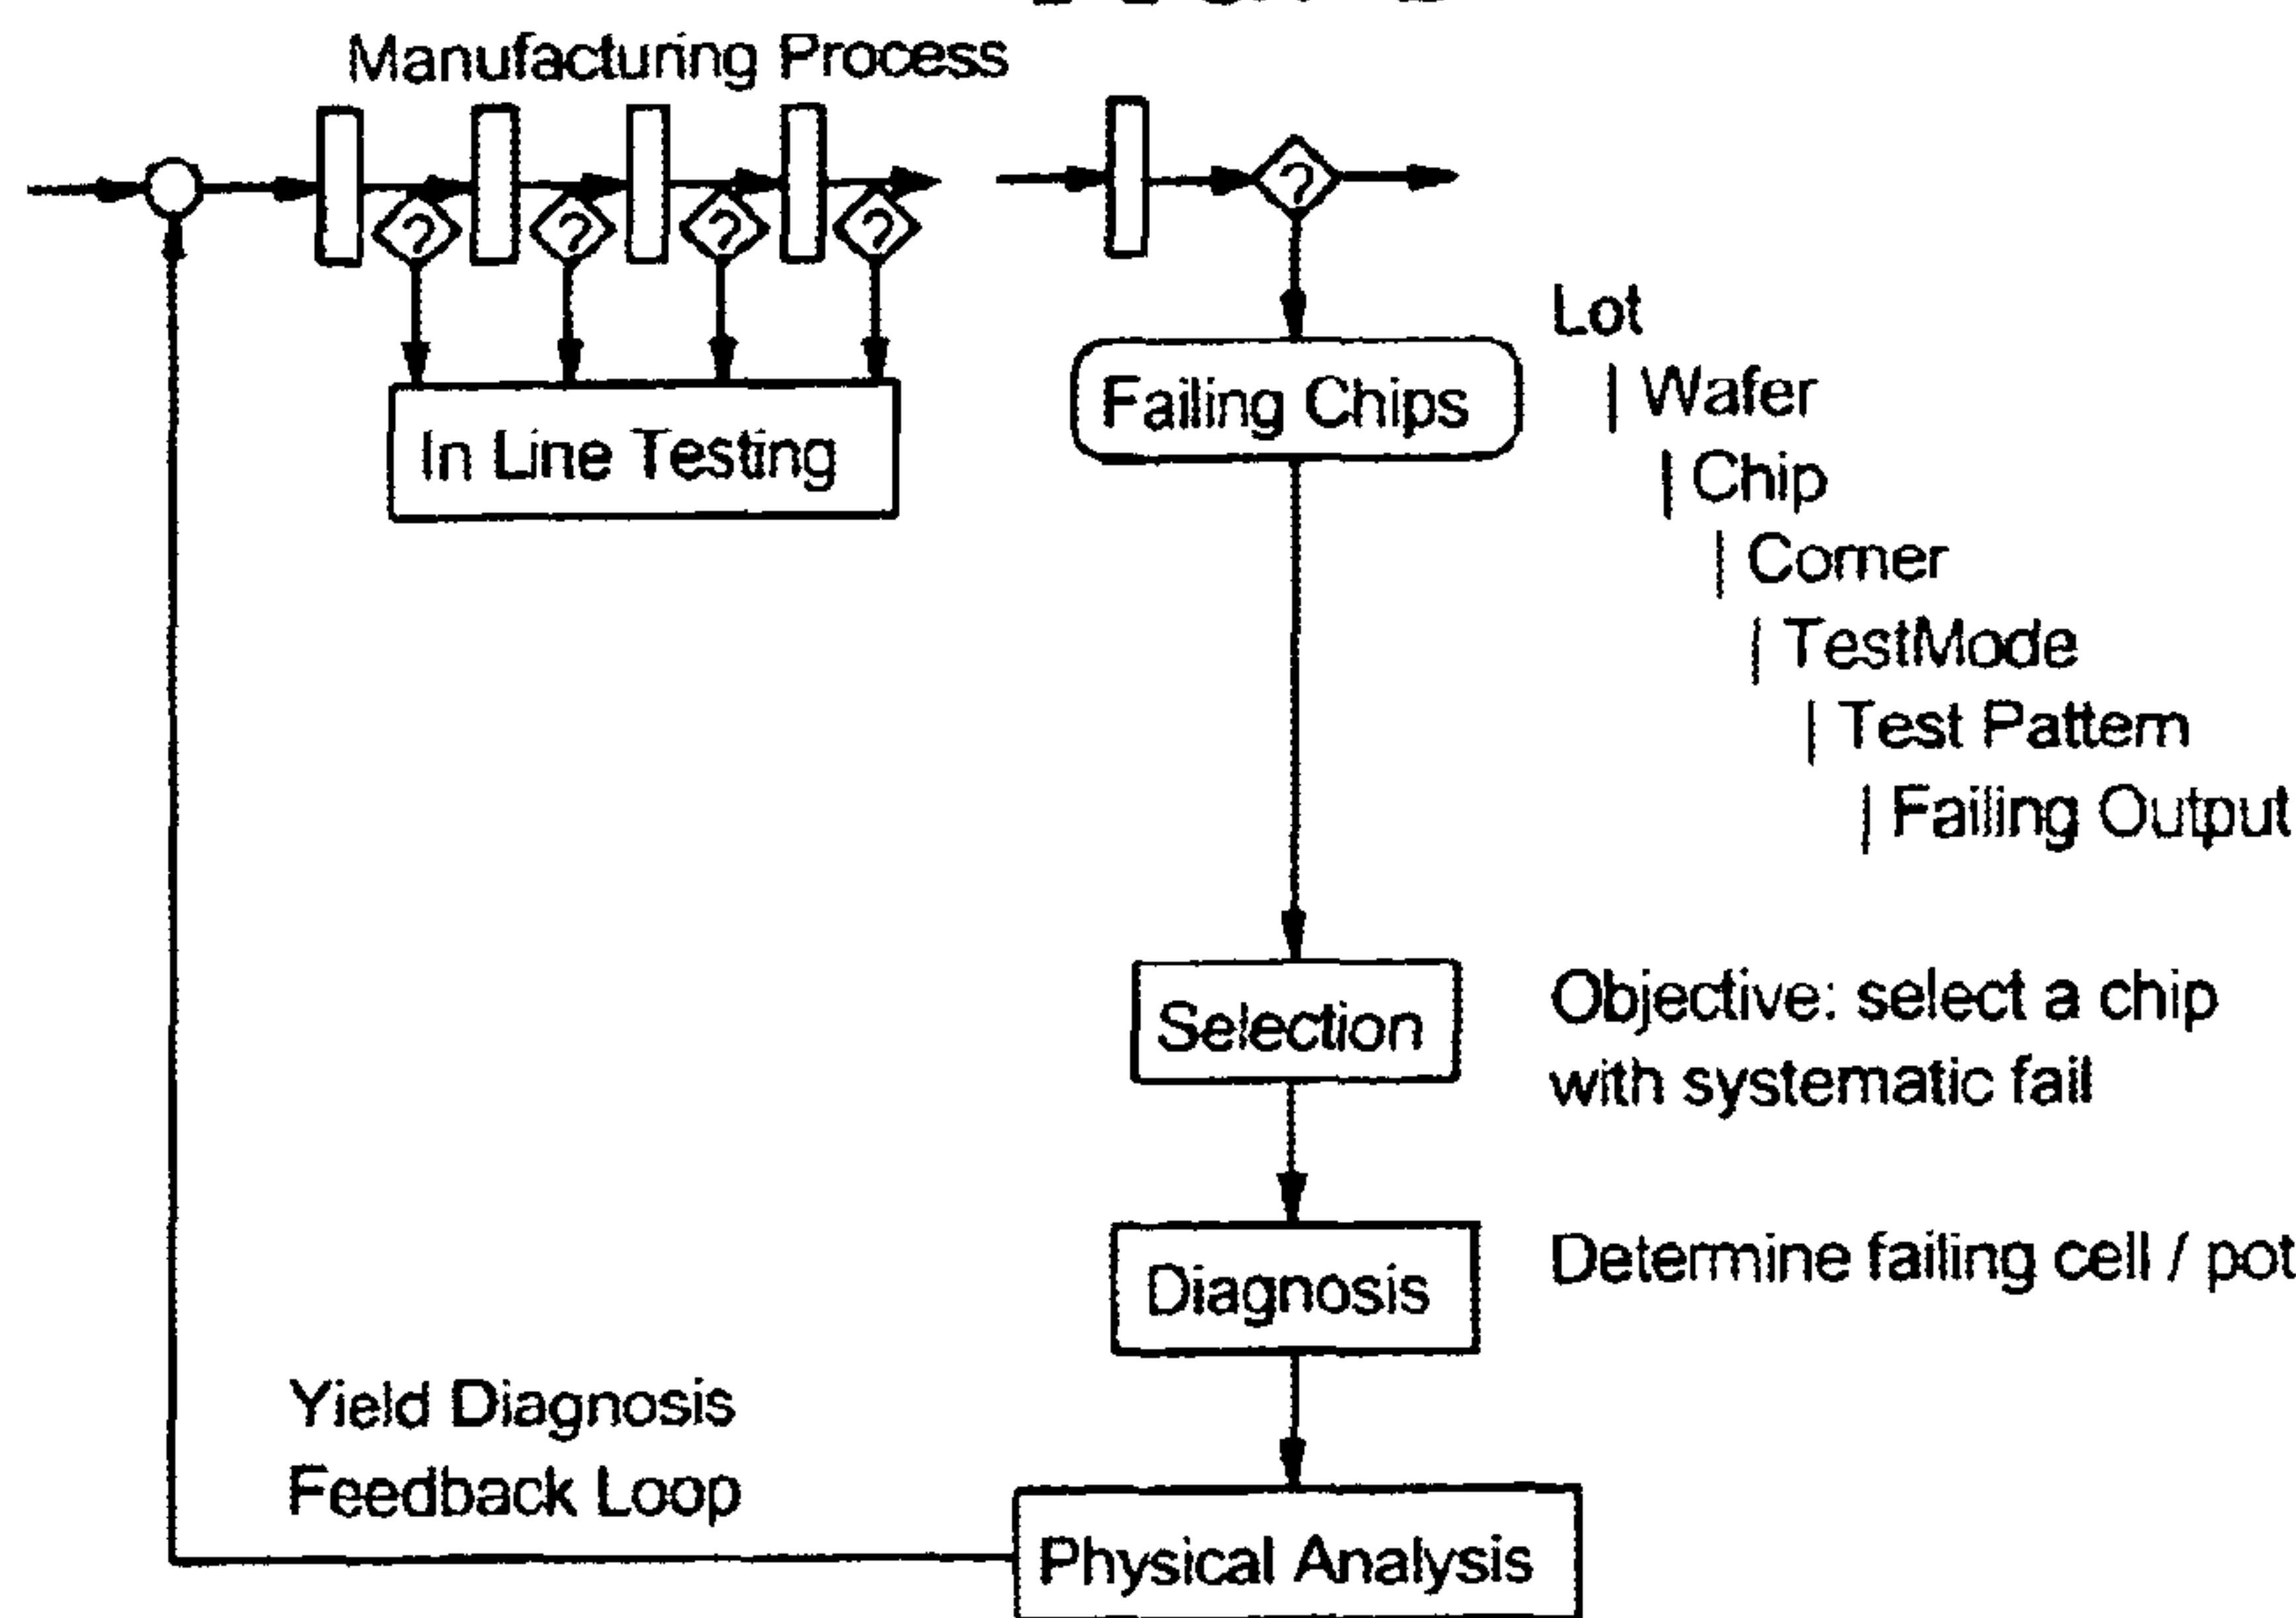 Manufacturing Process
?
?
?
?
?
In Line Testing
Failing Chips
Lot
| Wafer
| Chip
| Corner
| TestMode
| Test Pattern
| Failing Output
Selection
Objective: select a chip
with systematic fail
Diagnosis
Determine failing cell / pot
Yield Diagnosis
Feedback Loop
Physical Analysis